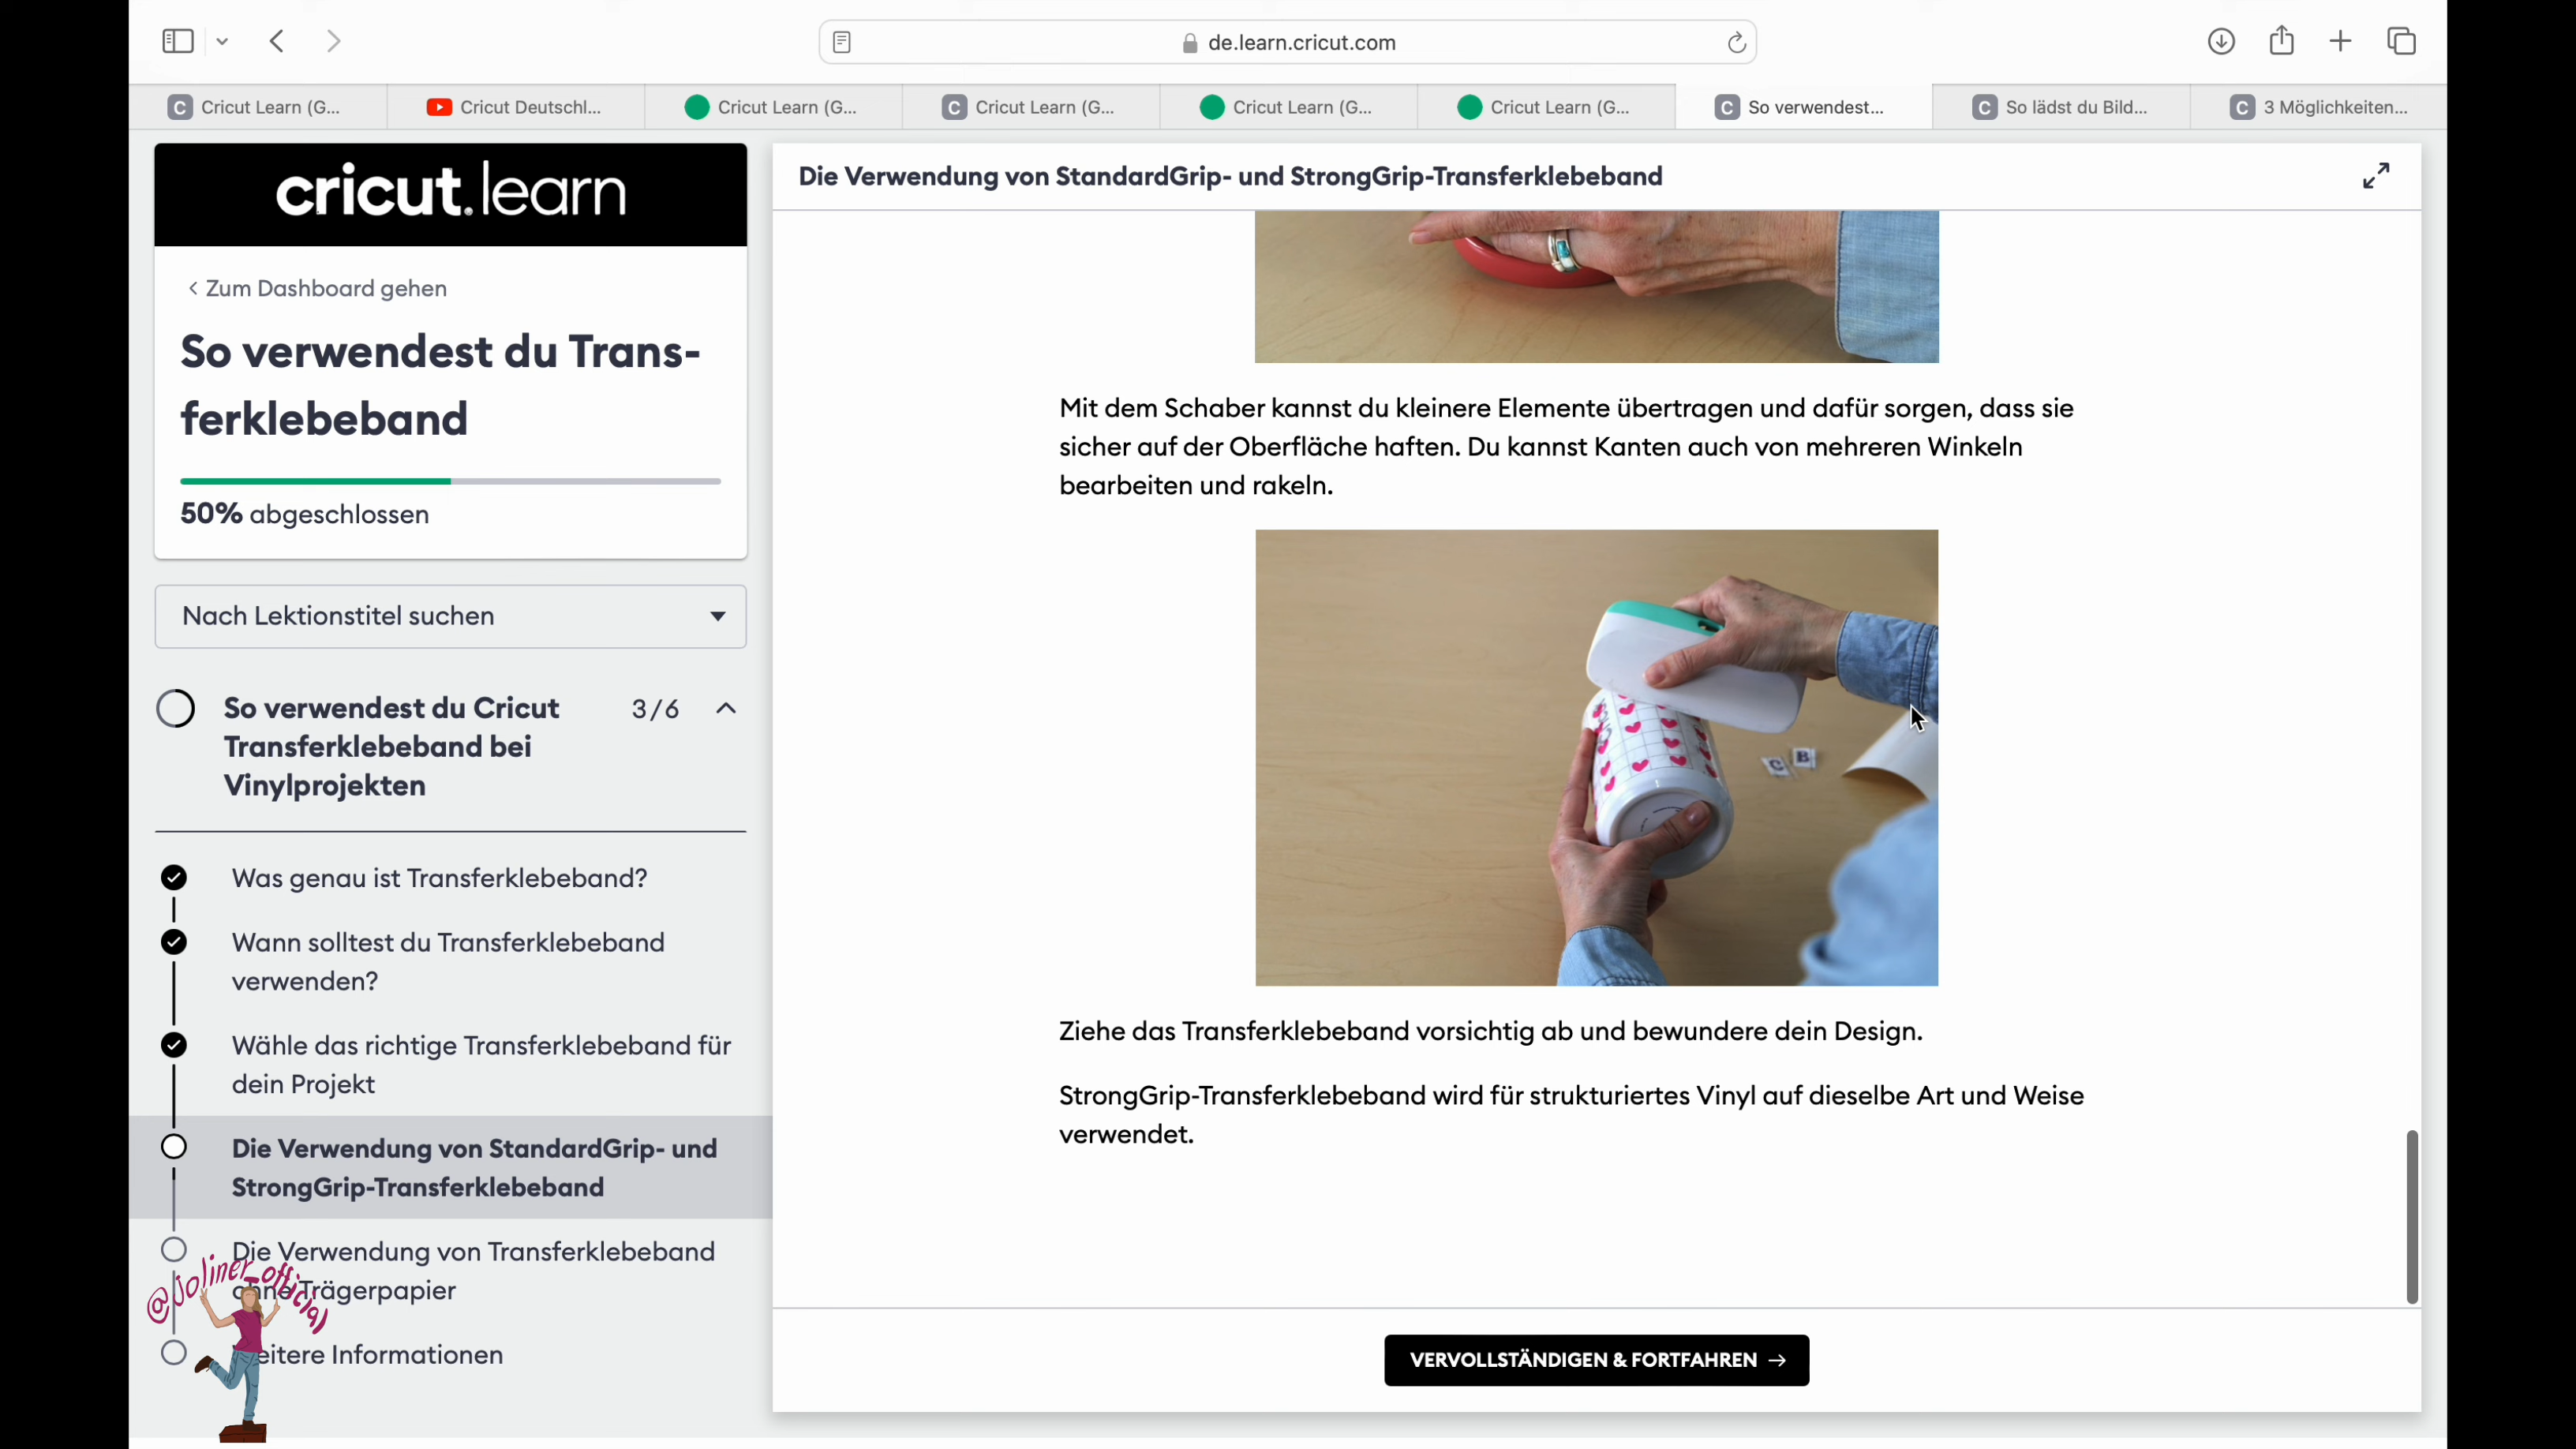 de.learn.cricut.com
Cricut Learn (G...
Cricut Deutschl...
Cricut Learn (G...
Cricut Learn (G...
Cricut Learn (G...
Cricut Learn (G...
So verwendest...
So lädst du Bild...
3 Möglichkeiten...
cricut.learn
Zum Dashboard gehen
So verwendest du Trans-
ferklebeband
50% abgeschlossen
Nach Lektionstitel suchen
So verwendest du Cricut
Transferklebeband bei
Vinylprojekten
3/6
Was genau ist Transferklebeband?
Wann solltest du Transferklebeband
verwenden?
Wähle das richtige Transferklebeband für
dein Projekt
Die Verwendung von StandardGrip- und
StrongGrip-Transferklebeband
Die Verwendung von Transferklebeband
ohne Trägerpapier
Informationen
@joliner_official
Die Verwendung von StandardGrip- und StrongGrip-Transferklebeband
Mit dem Schaber kannst du kleinere Elemente übertragen und dafür sorgen, dass sie
sicher auf der Oberfläche haften. Du kannst Kanten auch von mehreren Winkeln
bearbeiten und rakeln.
C B
Ziehe das Transferklebeband vorsichtig ab und bewundere dein Design.
StrongGrip-Transferklebeband wird für strukturiertes Vinyl auf dieselbe Art und Weise
verwendet.
VERVOLLSTÄNDIGEN & FORTFAHREN →